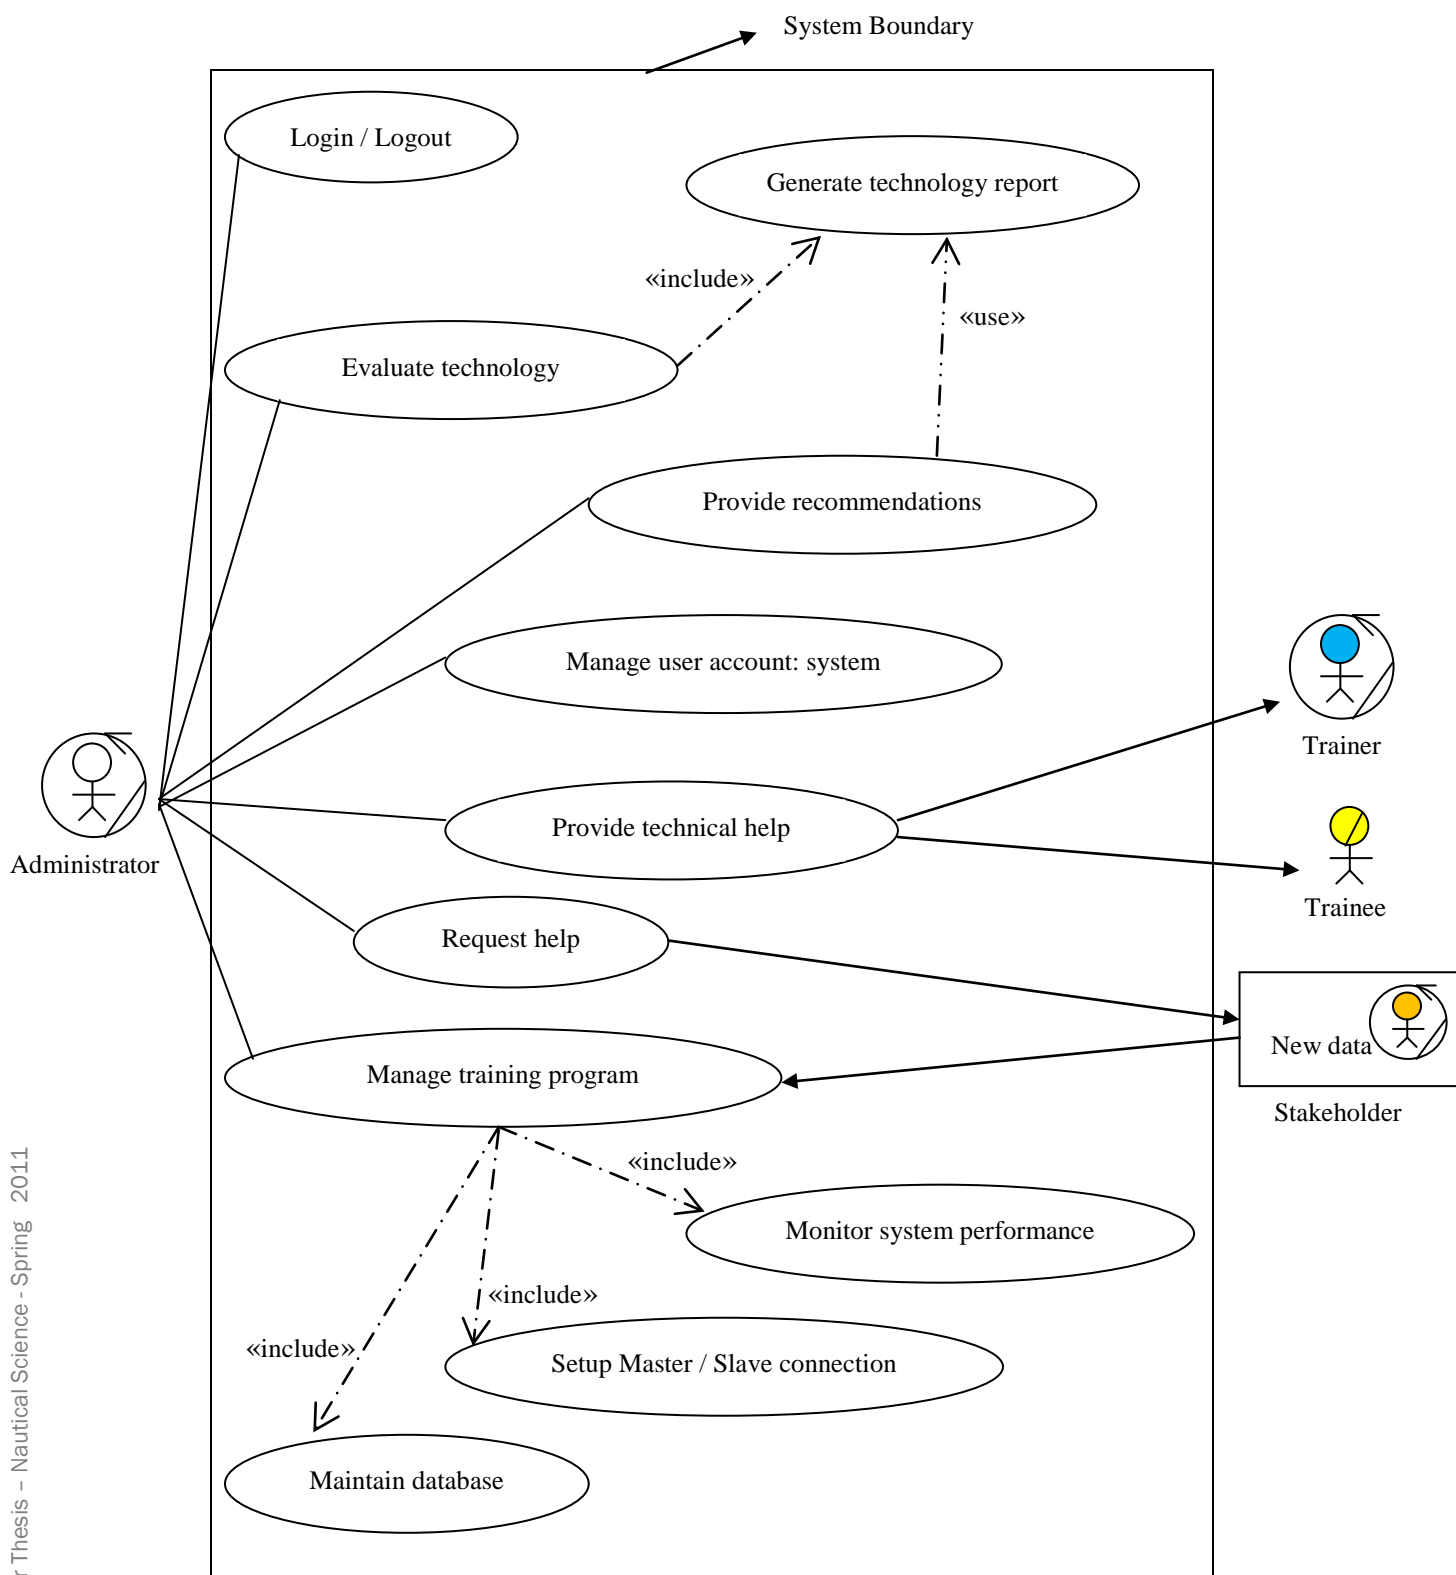 System Boundary
Login / Logout
Generate technology report
«include»
«use»
Evaluate technology
Provide recommendations
Manage user account: system
Trainer
Provide technical help
Administrator
Trainee
Request help
New data
Manage training program
Stakeholder
«include»
Monitor system performance
«include»
«include»
Setup Master / Slave connection
Maintain database
Thesis – Nautical Science - Spring 2011